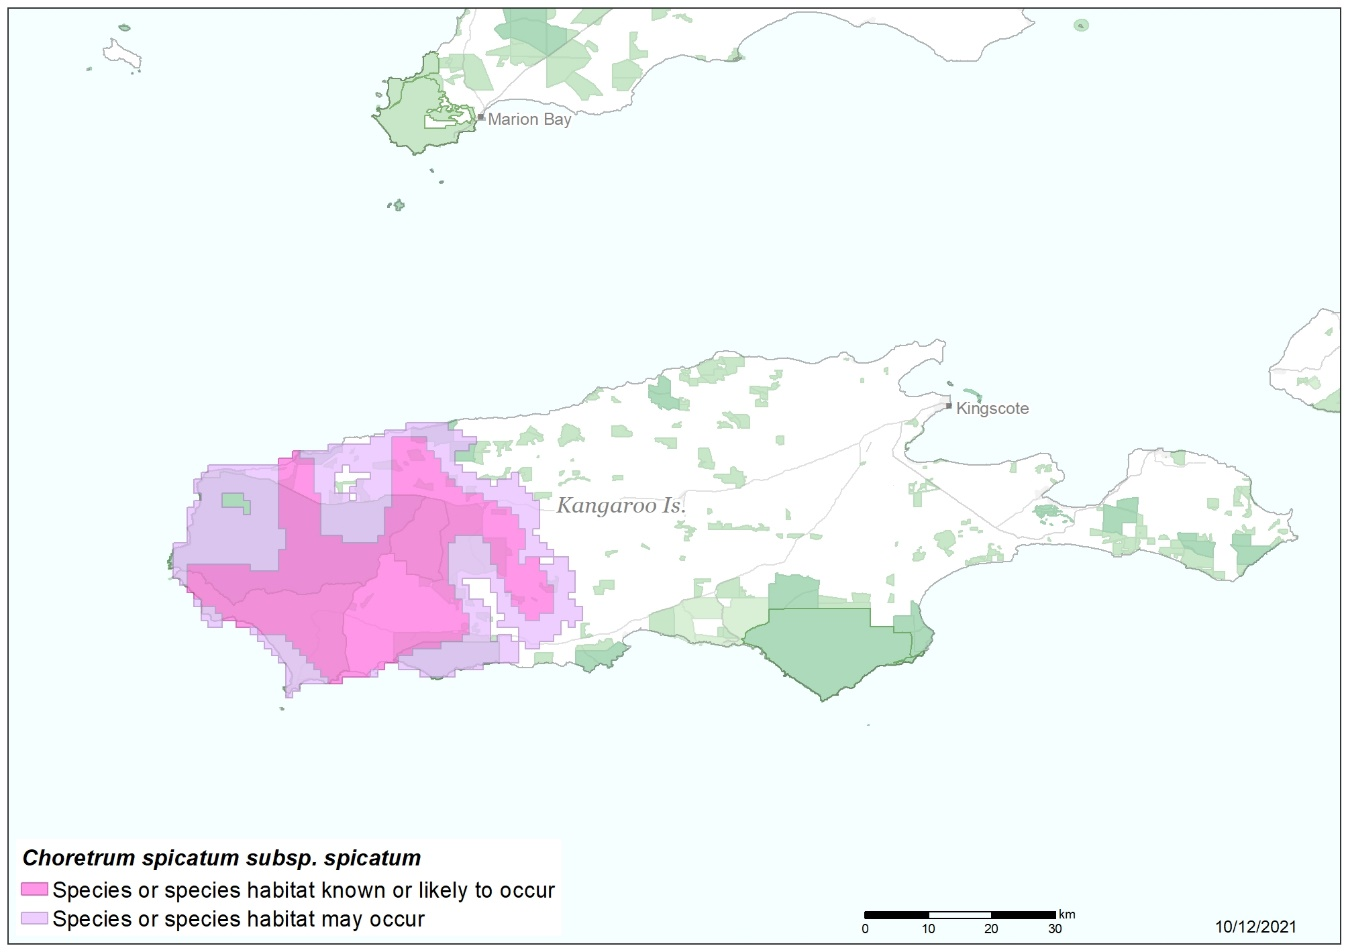 Marion Bay
Kingscote
Kangaroo Is.
Choretrum spicatum subsp. spicatum
Species or species habitat known or likely to occur
Species or species habitat may occur
km
0 10 20 30
10/12/2021